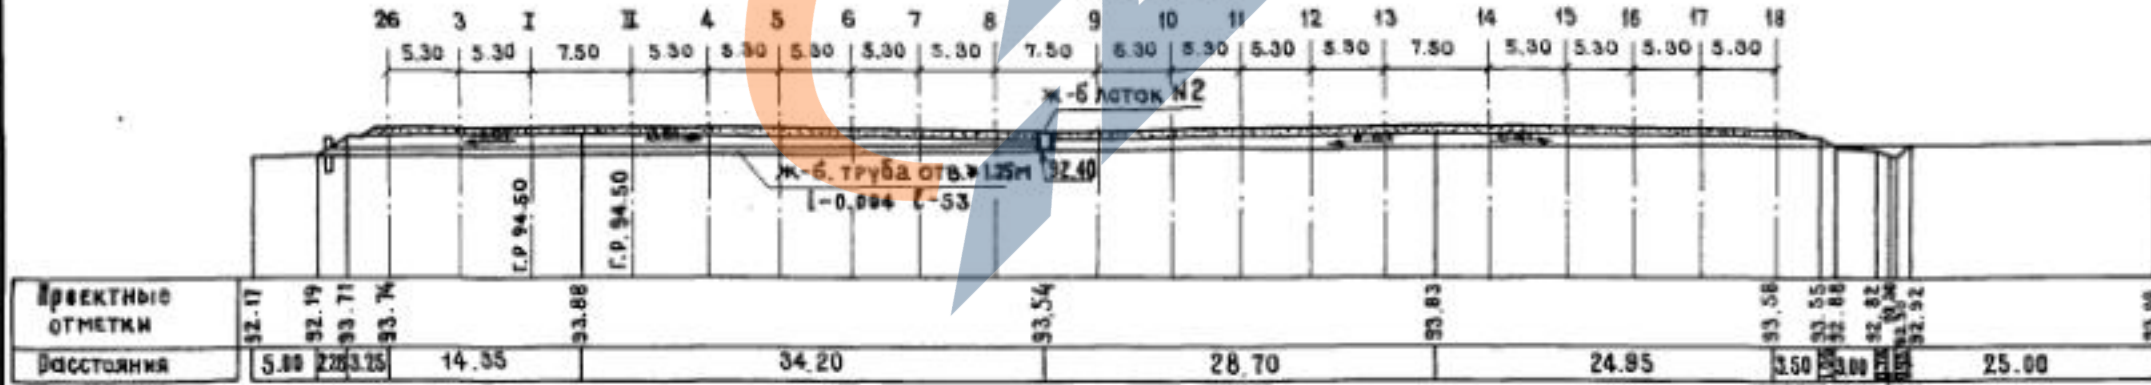 26 3 I II 4 5 6 7 8 9 10 11 12 13 14 15 16 17 18
5.30 5.30 7.50 5.30 5.30 5.30 5.30 5.30 7.50 5.30 5.30 5.30 7.50 5.30 5.30 5.30 5.30
Ж-б лоток N2
Ж-б. труба отв. 1.25м 92.40
i-0.004 l-53
Г.Р. 94.50
Г.Р. 94.50
Проектные отметки 92.17 92.19 93.71 93.74 93.88 93,54 93,83 93,58 93.55 92.88 92,82 92.92
Расстояния 5.00 3.25 14.35 34.20 28.70 24.95 3.50 3.00 25.00